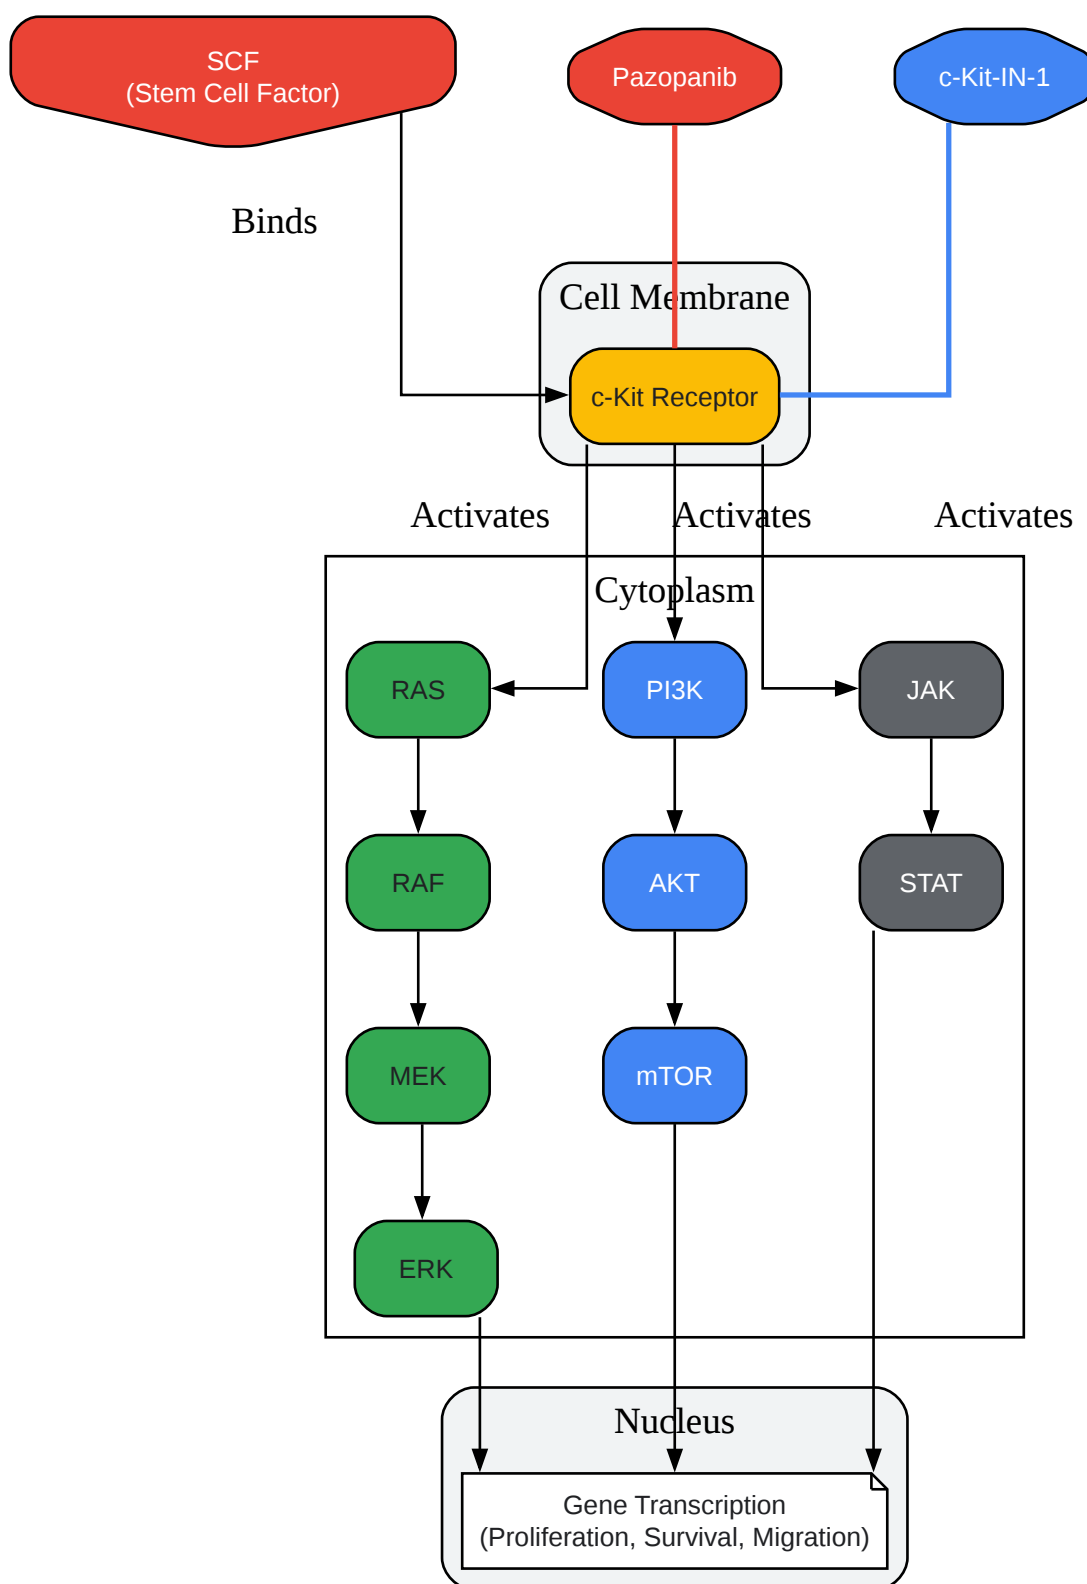 SCF
(Stem Cell Factor)
Pazopanib
c-Kit-IN-1
Binds
Cell Membrane
c-Kit Receptor
Activates
Activates
Activates
Cytoplasm
RAS
PI3K
JAK
RAF
AKT
STAT
MEK
mTOR
ERK
Nucleus
Gene Transcription
(Proliferation, Survival, Migration)